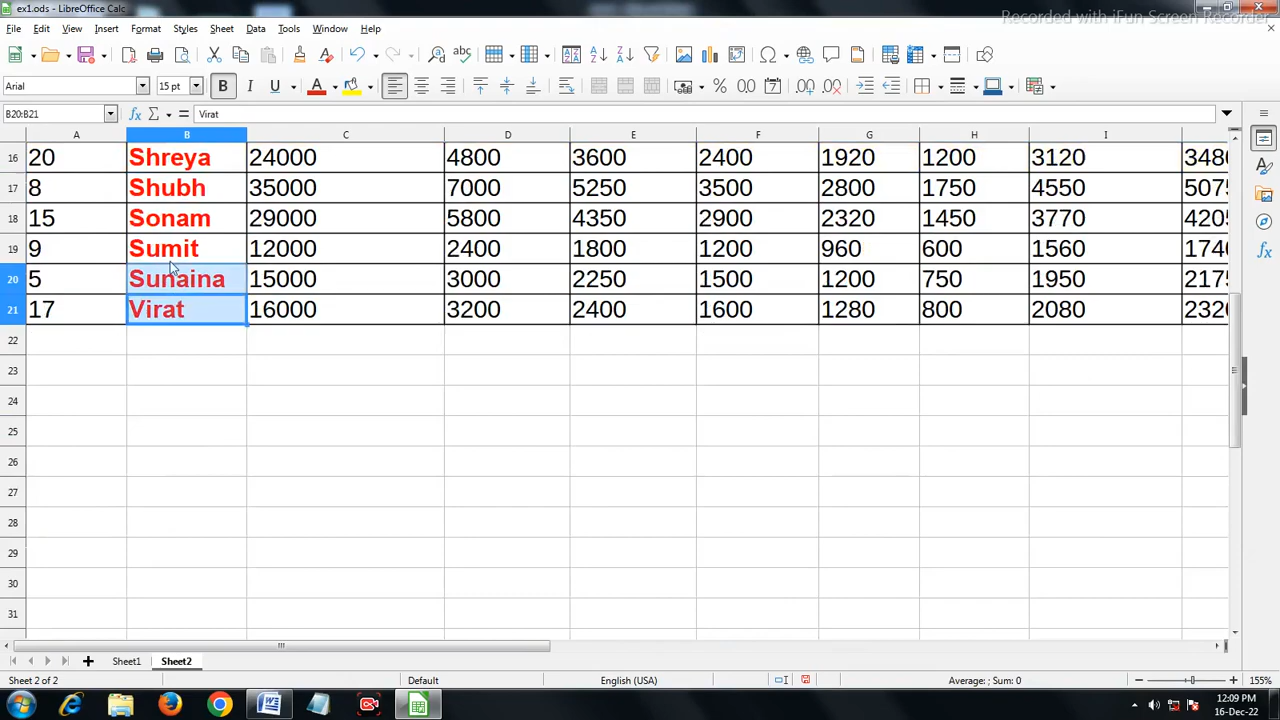 ex1.ods - LibreOffice Calc
Recorded with iFun Screen Recorder
File Edit View Insert Format Styles Sheet Data Tools Window Help
Arial 15 pt B I U A
B20:B21 Virat
A B C D E F G H I
16 20 Shreya 24000 4800 3600 2400 1920 1200 3120
17 8 Shubh 35000 7000 5250 3500 2800 1750 4550
18 15 Sonam 29000 5800 4350 2900 2320 1450 3770
19 9 Sumit 12000 2400 1800 1200 960 600 1560
20 5 Sunaina 15000 3000 2250 1500 1200 750 1950
21 17 Virat 16000 3200 2400 1600 1280 800 2080
22
23
24
25
26
27
28
29
30
31
Sheet1 Sheet2
Sheet 2 of 2 Default English (USA) Average: ; Sum: 0 155%
12:09 PM
16-Dec-22